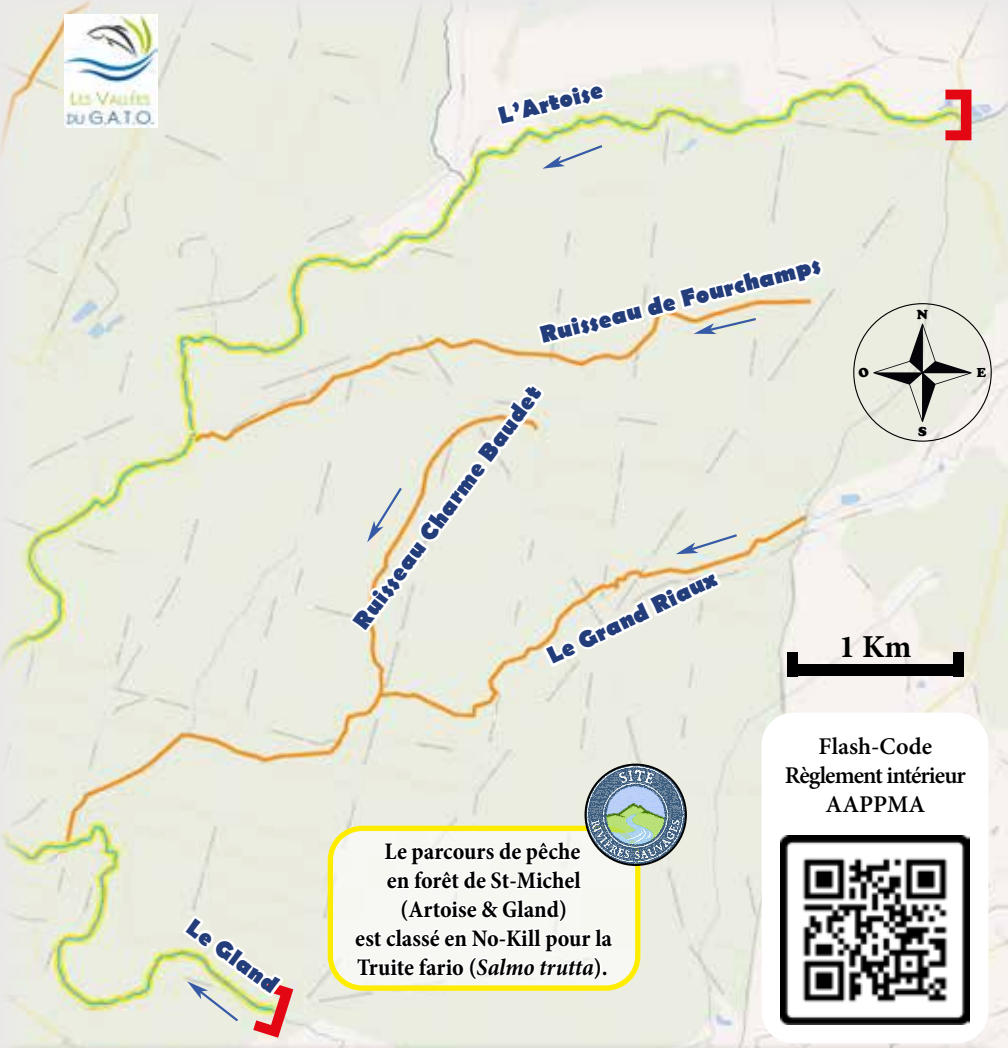 LES VALLÉES
DU G.A.T.O.
L'Artoise
Ruisseau de Fourchamps
N
O
E
S
Ruisseau Charme Baudet
Le Grand Riaux
1 Km
Flash-Code
Règlement intérieur
AAPPMA
SITE
RIVIÈRES SAUVAGES
Le parcours de pêche
en forêt de St-Michel
(Artoise & Gland)
est classé en No-Kill pour la
Truite fario (Salmo trutta).
Le Gland